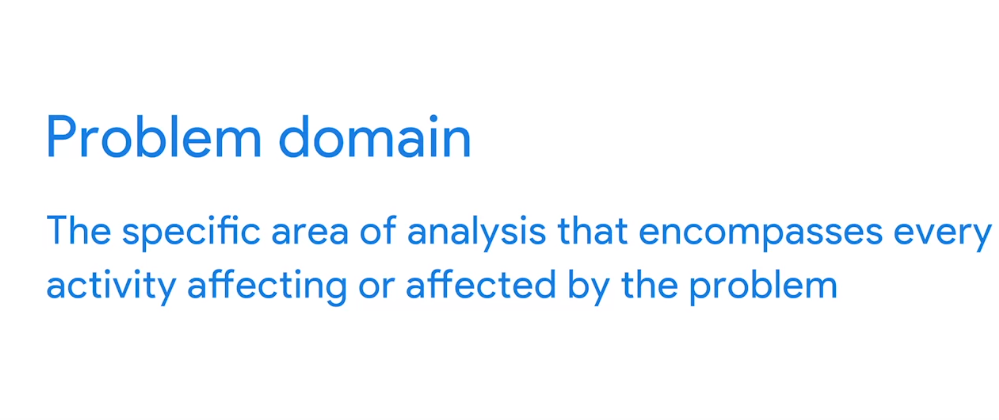 Problem domain
The specific area of analysis that encompasses every
activity affecting or affected by the problem